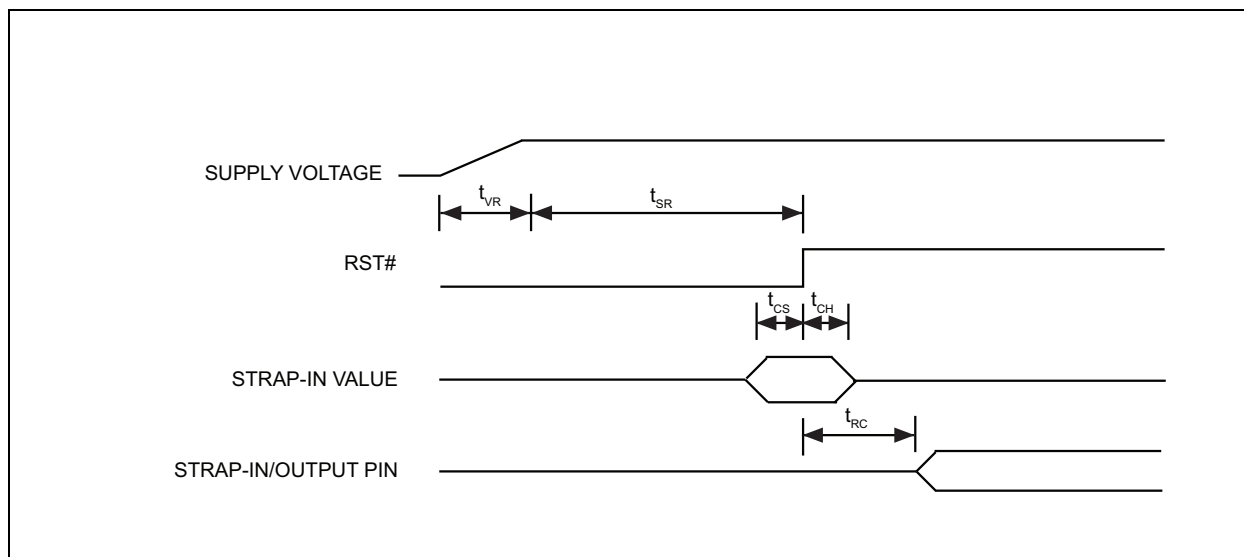 SUPPLY VOLTAGE
tVR
tSR
RST#
tCS
tCH
STRAP-IN VALUE
tRC
STRAP-IN/OUTPUT PIN